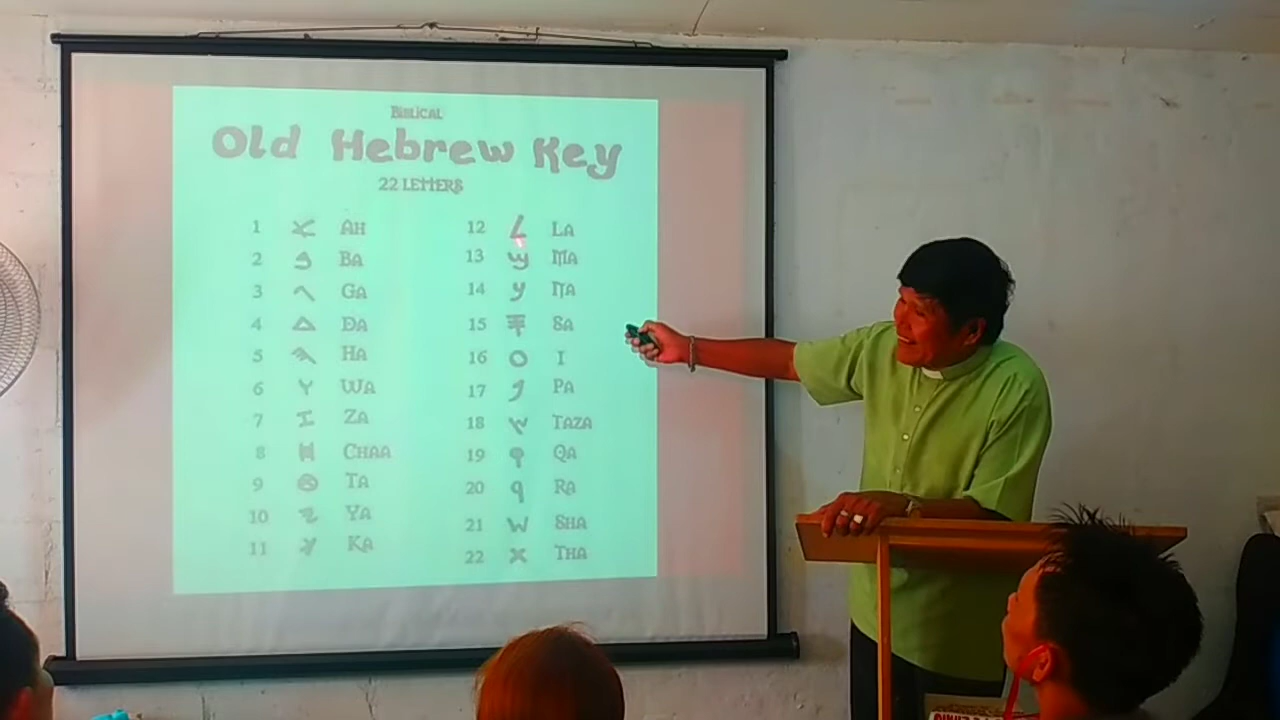 BIBLICAL
Old Hebrew Key
22 LETTERS
1 𐤀 AH
2 𐤁 BA
3 𐤂 GA
4 𐤃 DA
5 𐤄 HA
6 𐤅 WA
7 𐤆 ZA
8 𐤇 CHAA
9 𐤈 TA
10 𐤉 YA
11 𐤊 KA
12 𐤋 LA
13 𐤌 MA
14 𐤍 NA
15 𐤎 SA
16 𐤏 I
17 𐤐 PA
18 𐤑 TAZA
19 𐤒 QA
20 𐤓 RA
21 𐤔 SHA
22 𐤕 THA